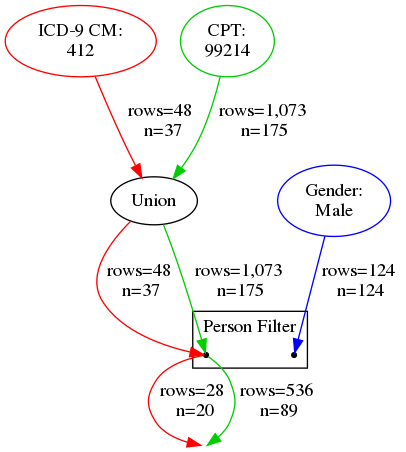 ICD-9 CM:
412
CPT:
99214
rows=48
n=37
rows=1,073
n=175
Union
Gender:
Male
rows=48
n=37
rows=1,073
n=175
rows=124
n=124
Person Filter
rows=28
n=20
rows=536
n=89